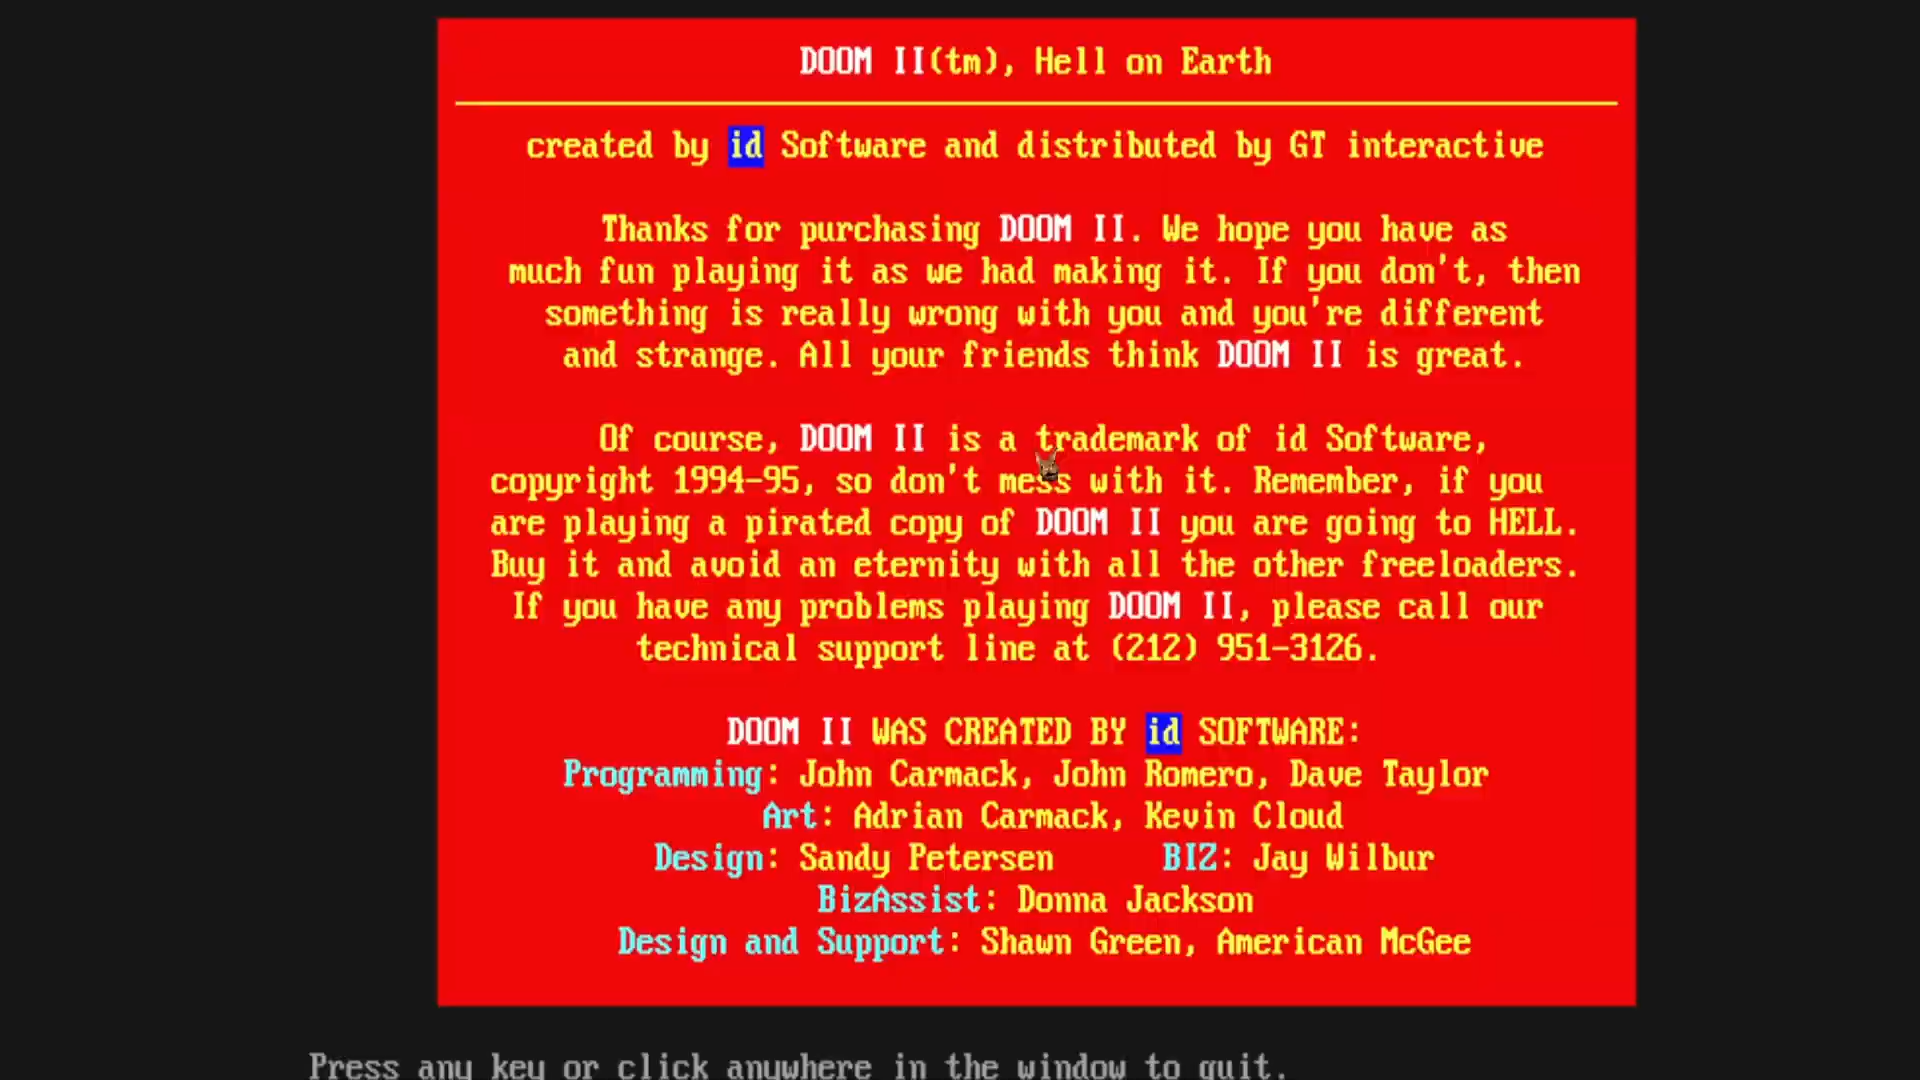 DOOM II(tm), Hell on Earth
created by id Software and distributed by GT interactive
Thanks for purchasing DOOM II. We hope you have as
much fun playing it as we had making it. If you don't, then
something is really wrong with you and you're different
and strange. All your friends think DOOM II is great.
Of course, DOOM II is a trademark of id Software,
copyright 1994-95, so don't mess with it. Remember, if you
are playing a pirated copy of DOOM II you are going to HELL.
Buy it and avoid an eternity with all the other freeloaders.
If you have any problems playing DOOM II, please call our
technical support line at (212) 951-3126.
DOOM II WAS CREATED BY id SOFTWARE:
Programming: John Carmack, John Romero, Dave Taylor
Art: Adrian Carmack, Kevin Cloud
Design: Sandy Petersen BIZ: Jay Wilbur
BizAssist: Donna Jackson
Design and Support: Shawn Green, American McGee
Press any key or click anywhere in the window to quit.